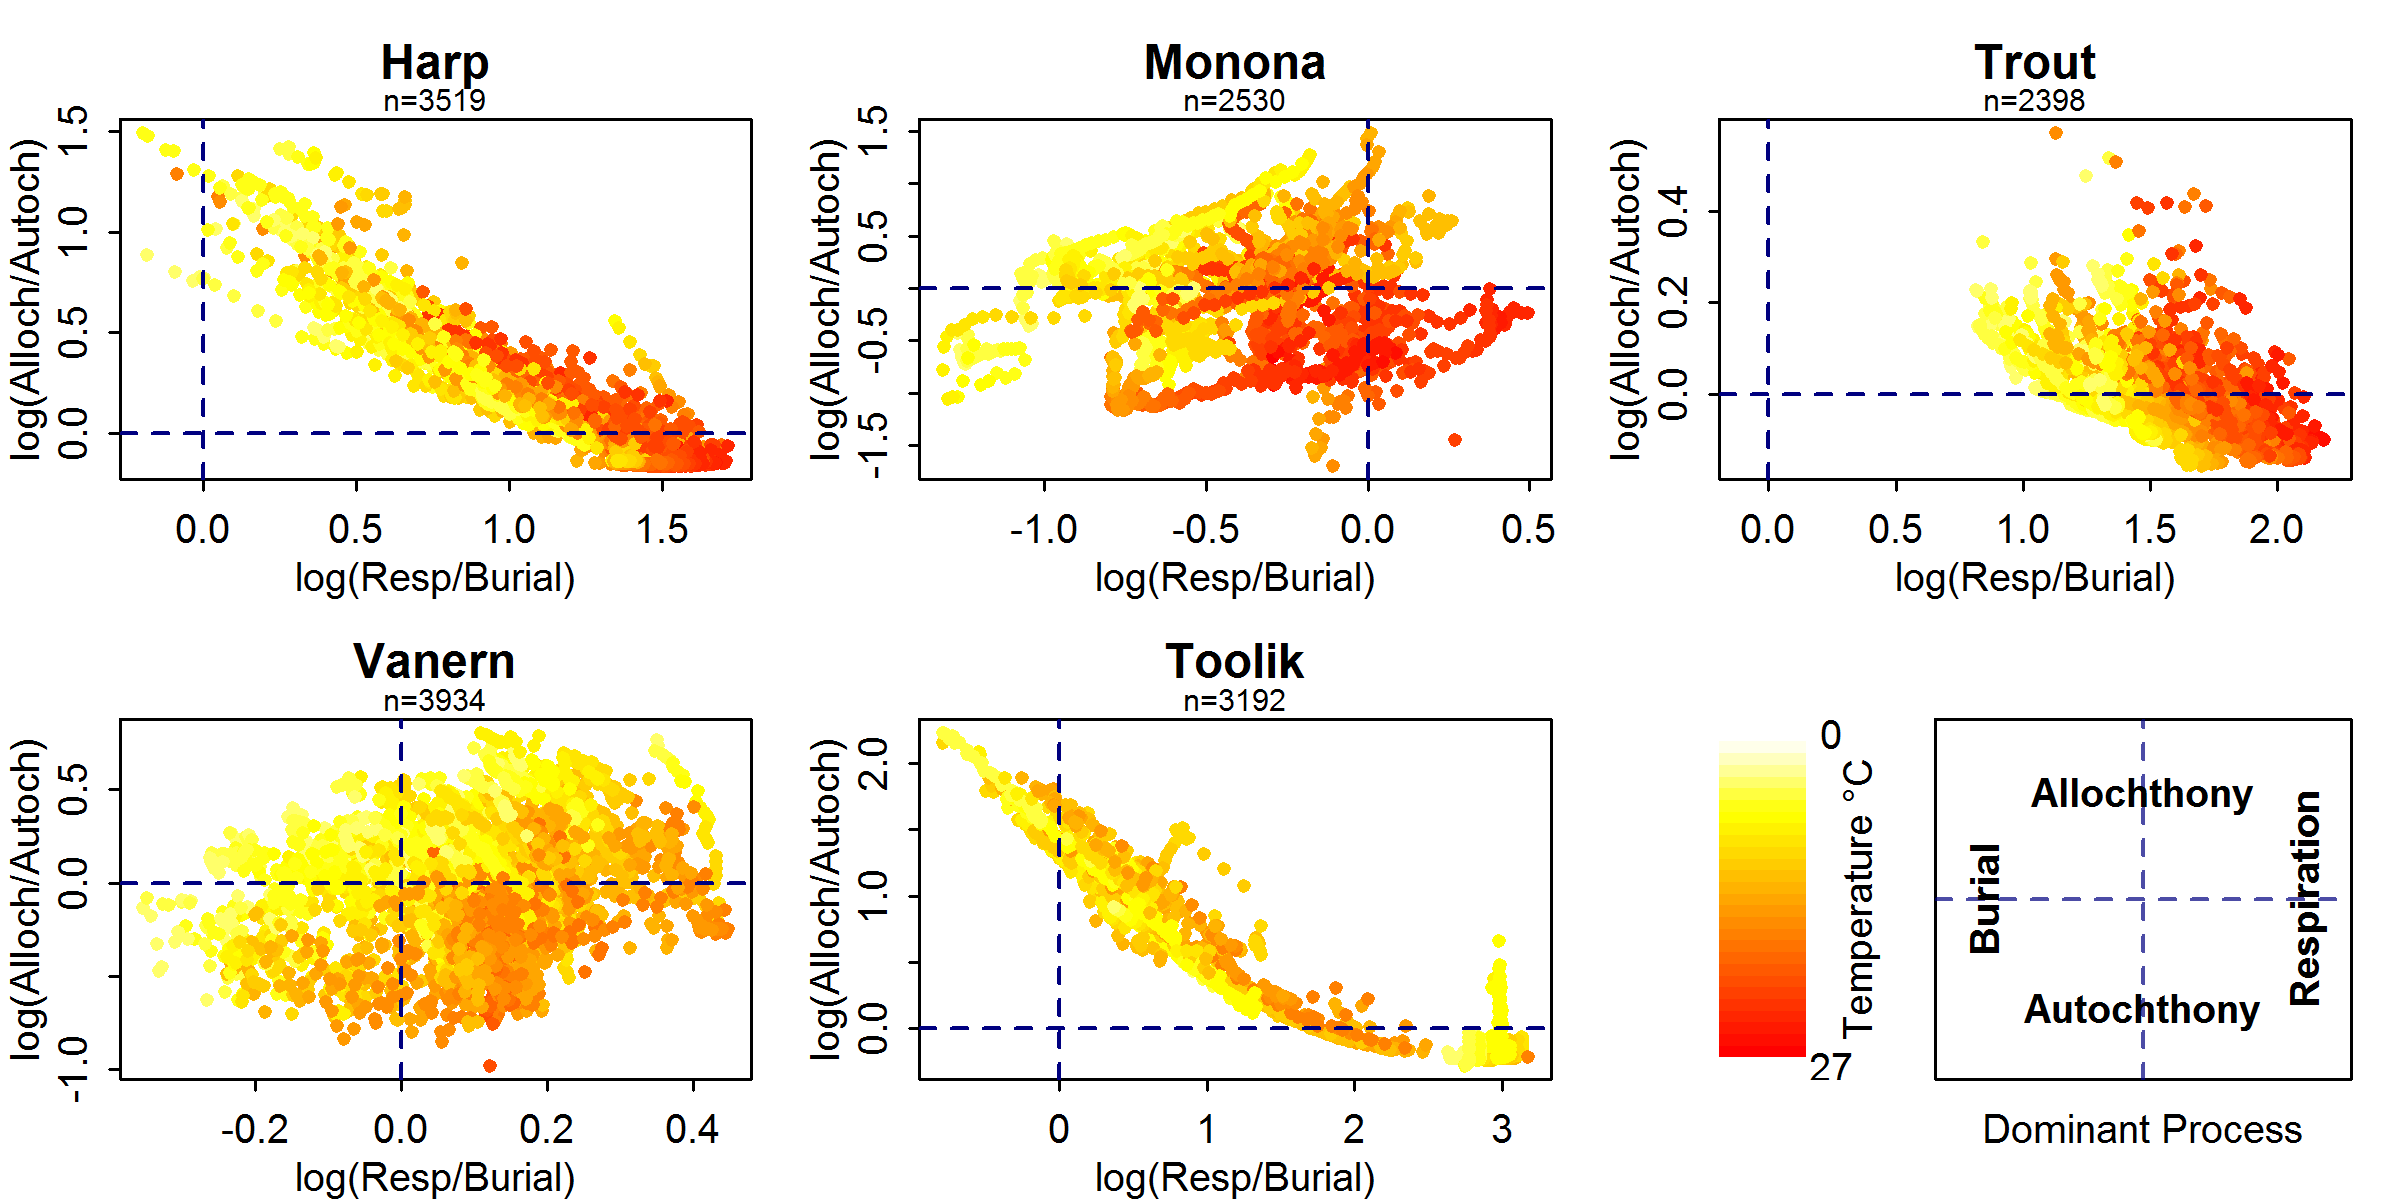 Harp
n=3519
log(Alloch/Autoch)
1.5
1.0
0.5
0.0
0.0 0.5 1.0 1.5
log(Resp/Burial)
Monona
n=2530
log(Alloch/Autoch)
1.5
0.5
-0.5
-1.5
-1.0 -0.5 0.0 0.5
log(Resp/Burial)
Trout
n=2398
log(Alloch/Autoch)
0.4
0.2
0.0
0.0 0.5 1.0 1.5 2.0
log(Resp/Burial)
Vanern
n=3934
log(Alloch/Autoch)
0.5
0.0
-1.0
-0.2 0.0 0.2 0.4
log(Resp/Burial)
Toolik
n=3192
log(Alloch/Autoch)
2.0
1.0
0.0
0 1 2 3
log(Resp/Burial)
0
Temperature °C
27
Allochthony
Burial
Respiration
Autochthony
Dominant Process